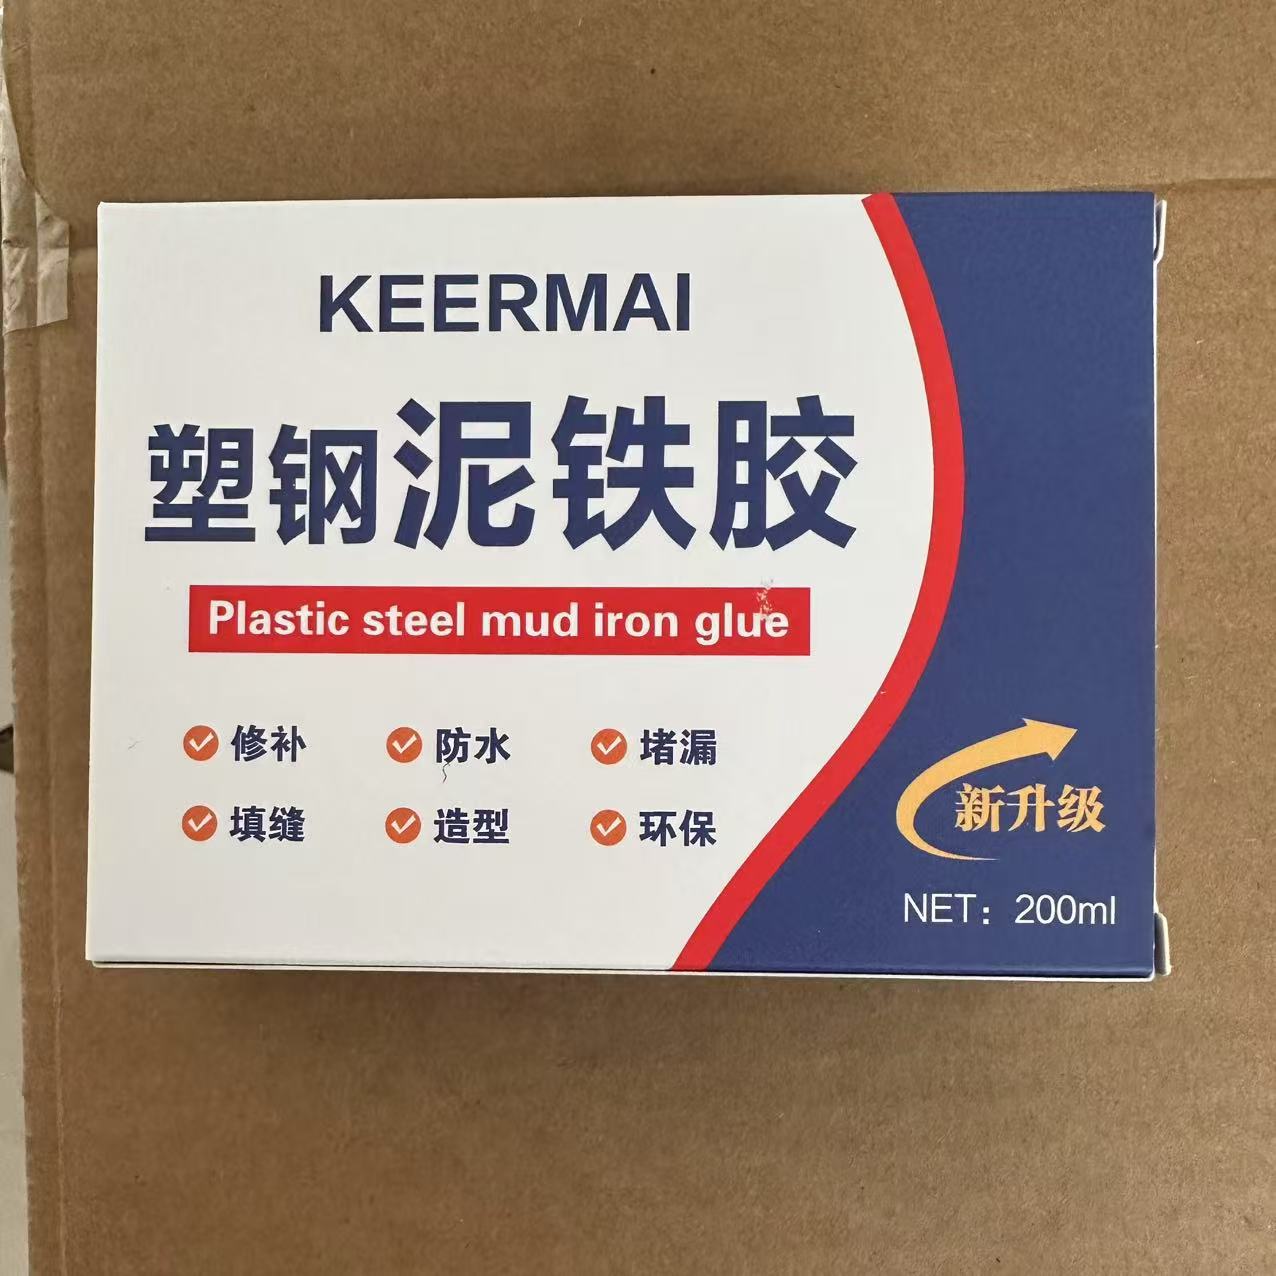 KEERMAI
塑钢泥铁胶
Plastic steel mud iron glue
修补 防水 堵漏
填缝 造型 环保
新升级
NET：200ml